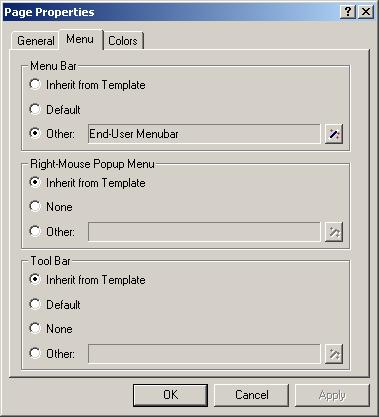 Page Properties
General Menu Colors
Menu Bar
Inherit from Template
Default
Other: End-User Menubar
Right-Mouse Popup Menu
Inherit from Template
None
Other:
Tool Bar
Inherit from Template
Default
None
Other:
OK Cancel Apply